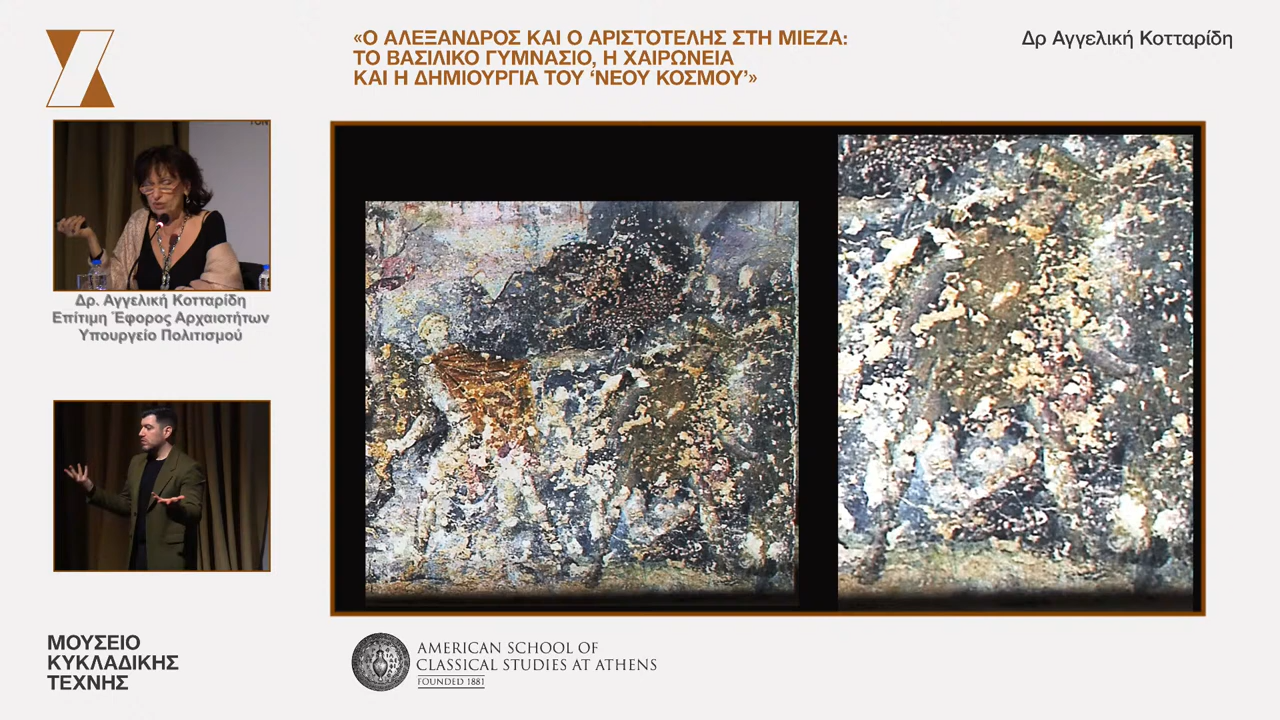 «Ο ΑΛΕΞΑΝΔΡΟΣ ΚΑΙ Ο ΑΡΙΣΤΟΤΕΛΗΣ ΣΤΗ ΜΙΕΖΑ:
ΤΟ ΒΑΣΙΛΙΚΟ ΓΥΜΝΑΣΙΟ, Η ΧΑΙΡΩΝΕΙΑ
ΚΑΙ Η ΔΗΜΙΟΥΡΓΙΑ ΤΟΥ ‘ΝΕΟΥ ΚΟΣΜΟΥ’»
Δρ Αγγελική Κοτταρίδη
Δρ. Αγγελική Κοτταρίδη
Επίτιμη Έφορος Αρχαιοτήτων
Υπουργείο Πολιτισμού
ΜΟΥΣΕΙΟ
ΚΥΚΛΑΔΙΚΗΣ
ΤΕΧΝΗΣ
AMERICAN SCHOOL OF
CLASSICAL STUDIES AT ATHENS
FOUNDED 1881